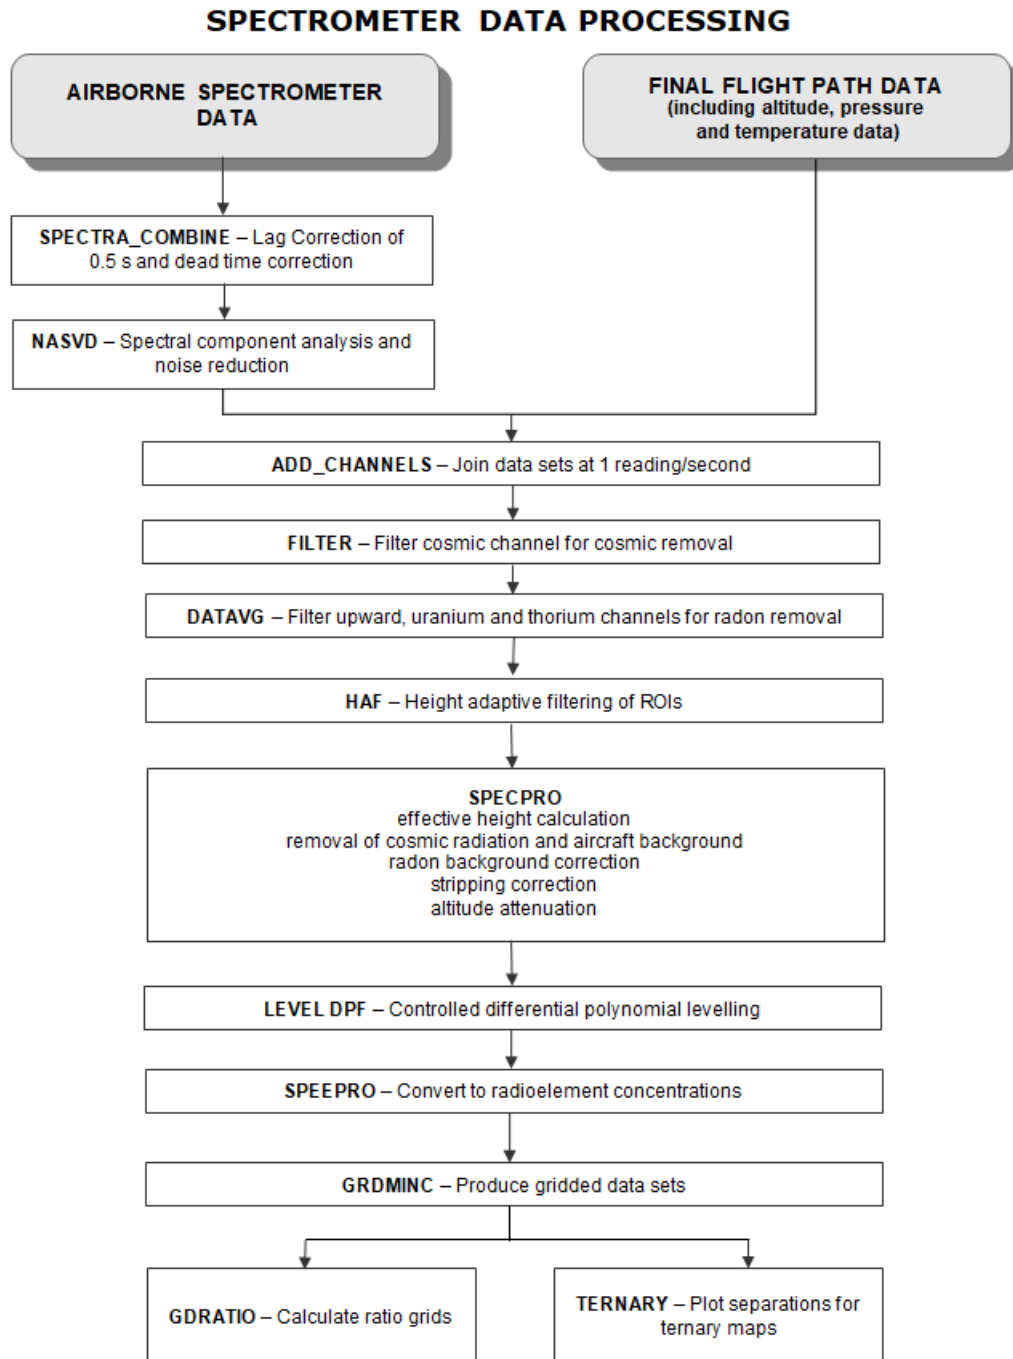 SPECTROMETER DATA PROCESSING
AIRBORNE SPECTROMETER
DATA
FINAL FLIGHT PATH DATA
(including altitude, pressure
and temperature data)
SPECTRA_COMBINE – Lag Correction of
0.5 s and dead time correction
NASVD – Spectral component analysis and
noise reduction
ADD_CHANNELS – Join data sets at 1 reading/second
FILTER – Filter cosmic channel for cosmic removal
DATAVG – Filter upward, uranium and thorium channels for radon removal
HAF – Height adaptive filtering of ROIs
SPECPRO
effective height calculation
removal of cosmic radiation and aircraft background
radon background correction
stripping correction
altitude attenuation
LEVEL DPF – Controlled differential polynomial levelling
SPEEPRO – Convert to radioelement concentrations
GRDMINC – Produce gridded data sets
GDRATIO – Calculate ratio grids
TERNARY – Plot separations for
ternary maps